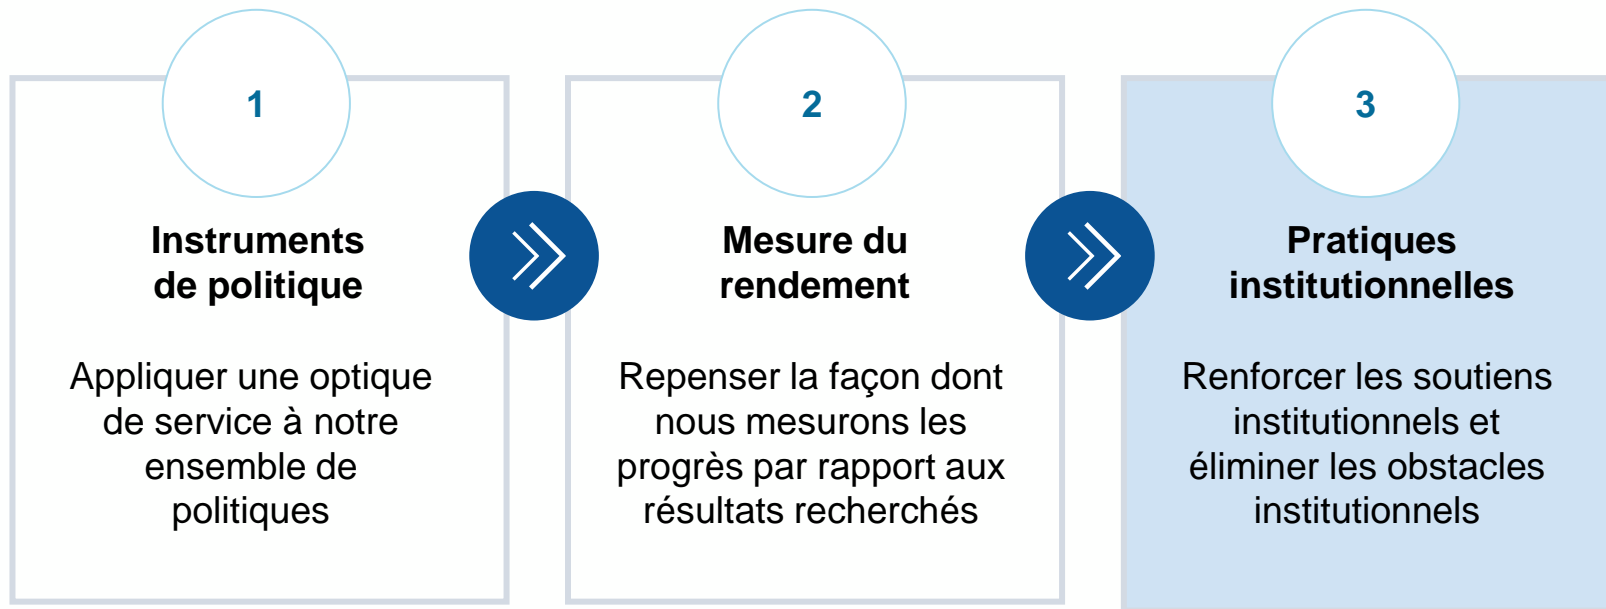 1
Instruments
de politique
Appliquer une optique
de service à notre
ensemble de
politiques
2
Mesure du
rendement
Repenser la façon dont
nous mesurons les
progrès par rapport aux
résultats recherchés
3
Pratiques
institutionnelles
Renforcer les soutiens
institutionnels et
éliminer les obstacles
institutionnels